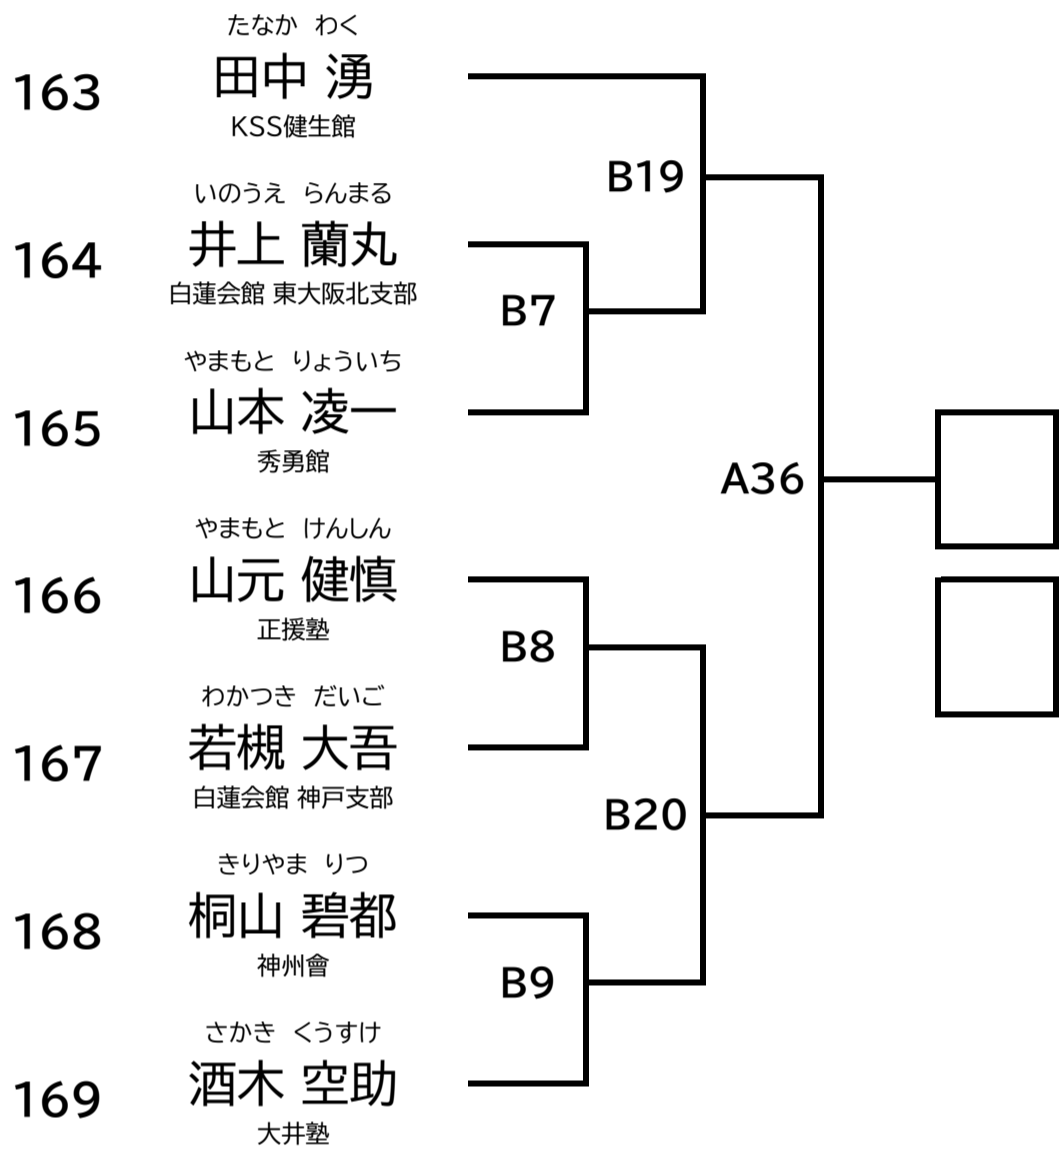 たなか わく
163 田中 湧
KSS健生館
B19
いのうえ らんまる
164 井上 蘭丸
白蓮会館 東大阪北支部
B7
やまもと りょういち
165 山本 凌一
秀勇館
A36
やまもと けんしん
166 山元 健慎
正援塾
B8
わかつき だいご
167 若槻 大吾
白蓮会館 神戸支部
B20
きりやま りつ
168 桐山 碧都
神州會
B9
さかき くうすけ
169 酒木 空助
大井塾